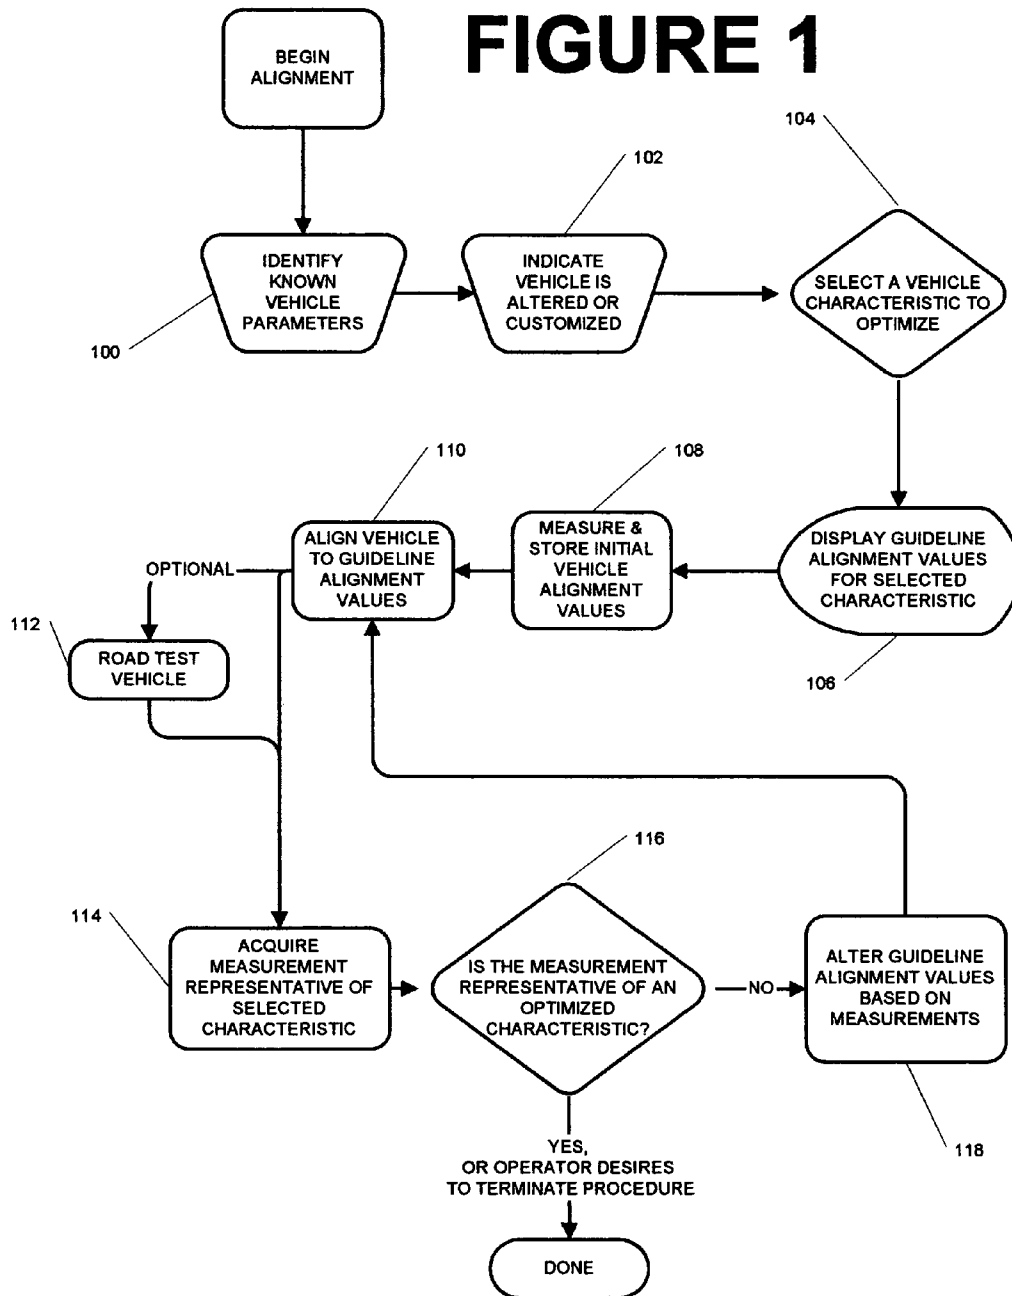 FIGURE 1
BEGIN
ALIGNMENT
104
102
IDENTIFY
KNOWN
VEHICLE
PARAMETERS
INDICATE
VEHICLE IS
ALTERED OR
CUSTOMIZED
SELECT A VEHICLE
CHARACTERISTIC TO
OPTIMIZE
100
110
108
ALIGN VEHICLE
TO GUIDELINE
ALIGNMENT
VALUES
MEASURE &
STORE INITIAL
VEHICLE
ALIGNMENT
VALUES
DISPLAY GUIDELINE
ALIGNMENT VALUES
FOR SELECTED
CHARACTERISTIC
OPTIONAL
112
ROAD TEST
VEHICLE
106
116
114
ACQUIRE
MEASUREMENT
REPRESENTATIVE OF
SELECTED
CHARACTERISTIC
IS THE MEASUREMENT
REPRESENTATIVE OF AN
OPTIMIZED
CHARACTERISTIC?
NO
ALTER GUIDELINE
ALIGNMENT VALUES
BASED ON
MEASUREMENTS
118
YES,
OR OPERATOR DESIRES
TO TERMINATE PROCEDURE
DONE